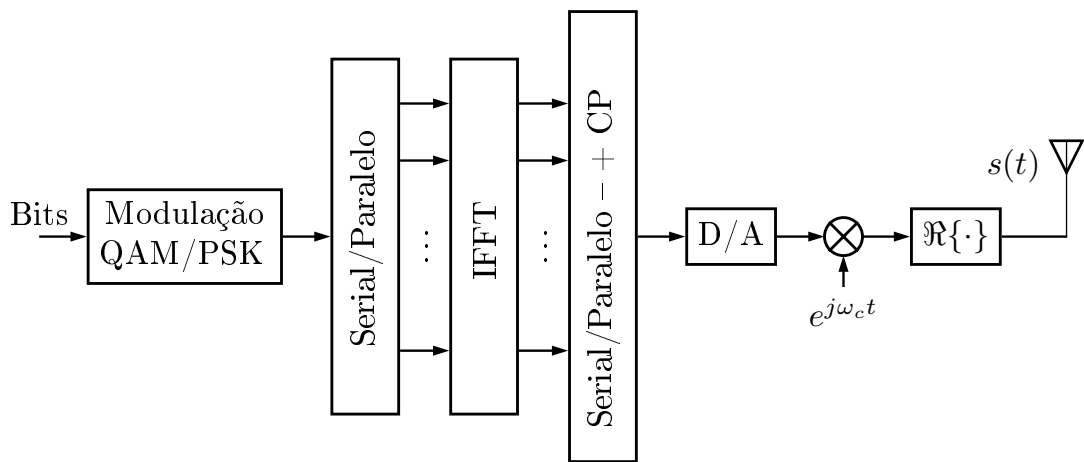 Bits
Modulação
QAM/PSK
Serial/Paralelo
⋮
IFFT
⋮
Serial/Paralelo − + CP
D/A
e^{jω_c t}
ℜ{·}
s(t)